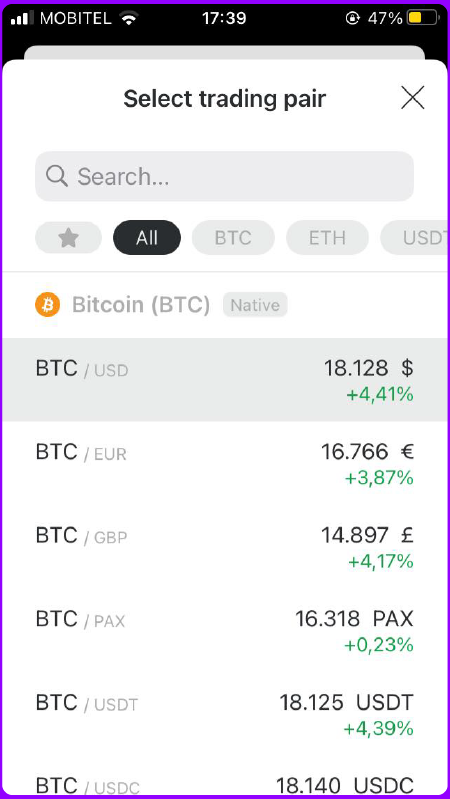 MOBITEL 17:39 47%
Select trading pair
Search...
All BTC ETH USDT
Bitcoin (BTC) Native
BTC / USD 18.128 $
+4,41%
BTC / EUR 16.766 €
+3,87%
BTC / GBP 14.897 £
+4,17%
BTC / PAX 16.318 PAX
+0,23%
BTC / USDT 18.125 USDT
+4,39%
BTC / USDC 18.140 USDC